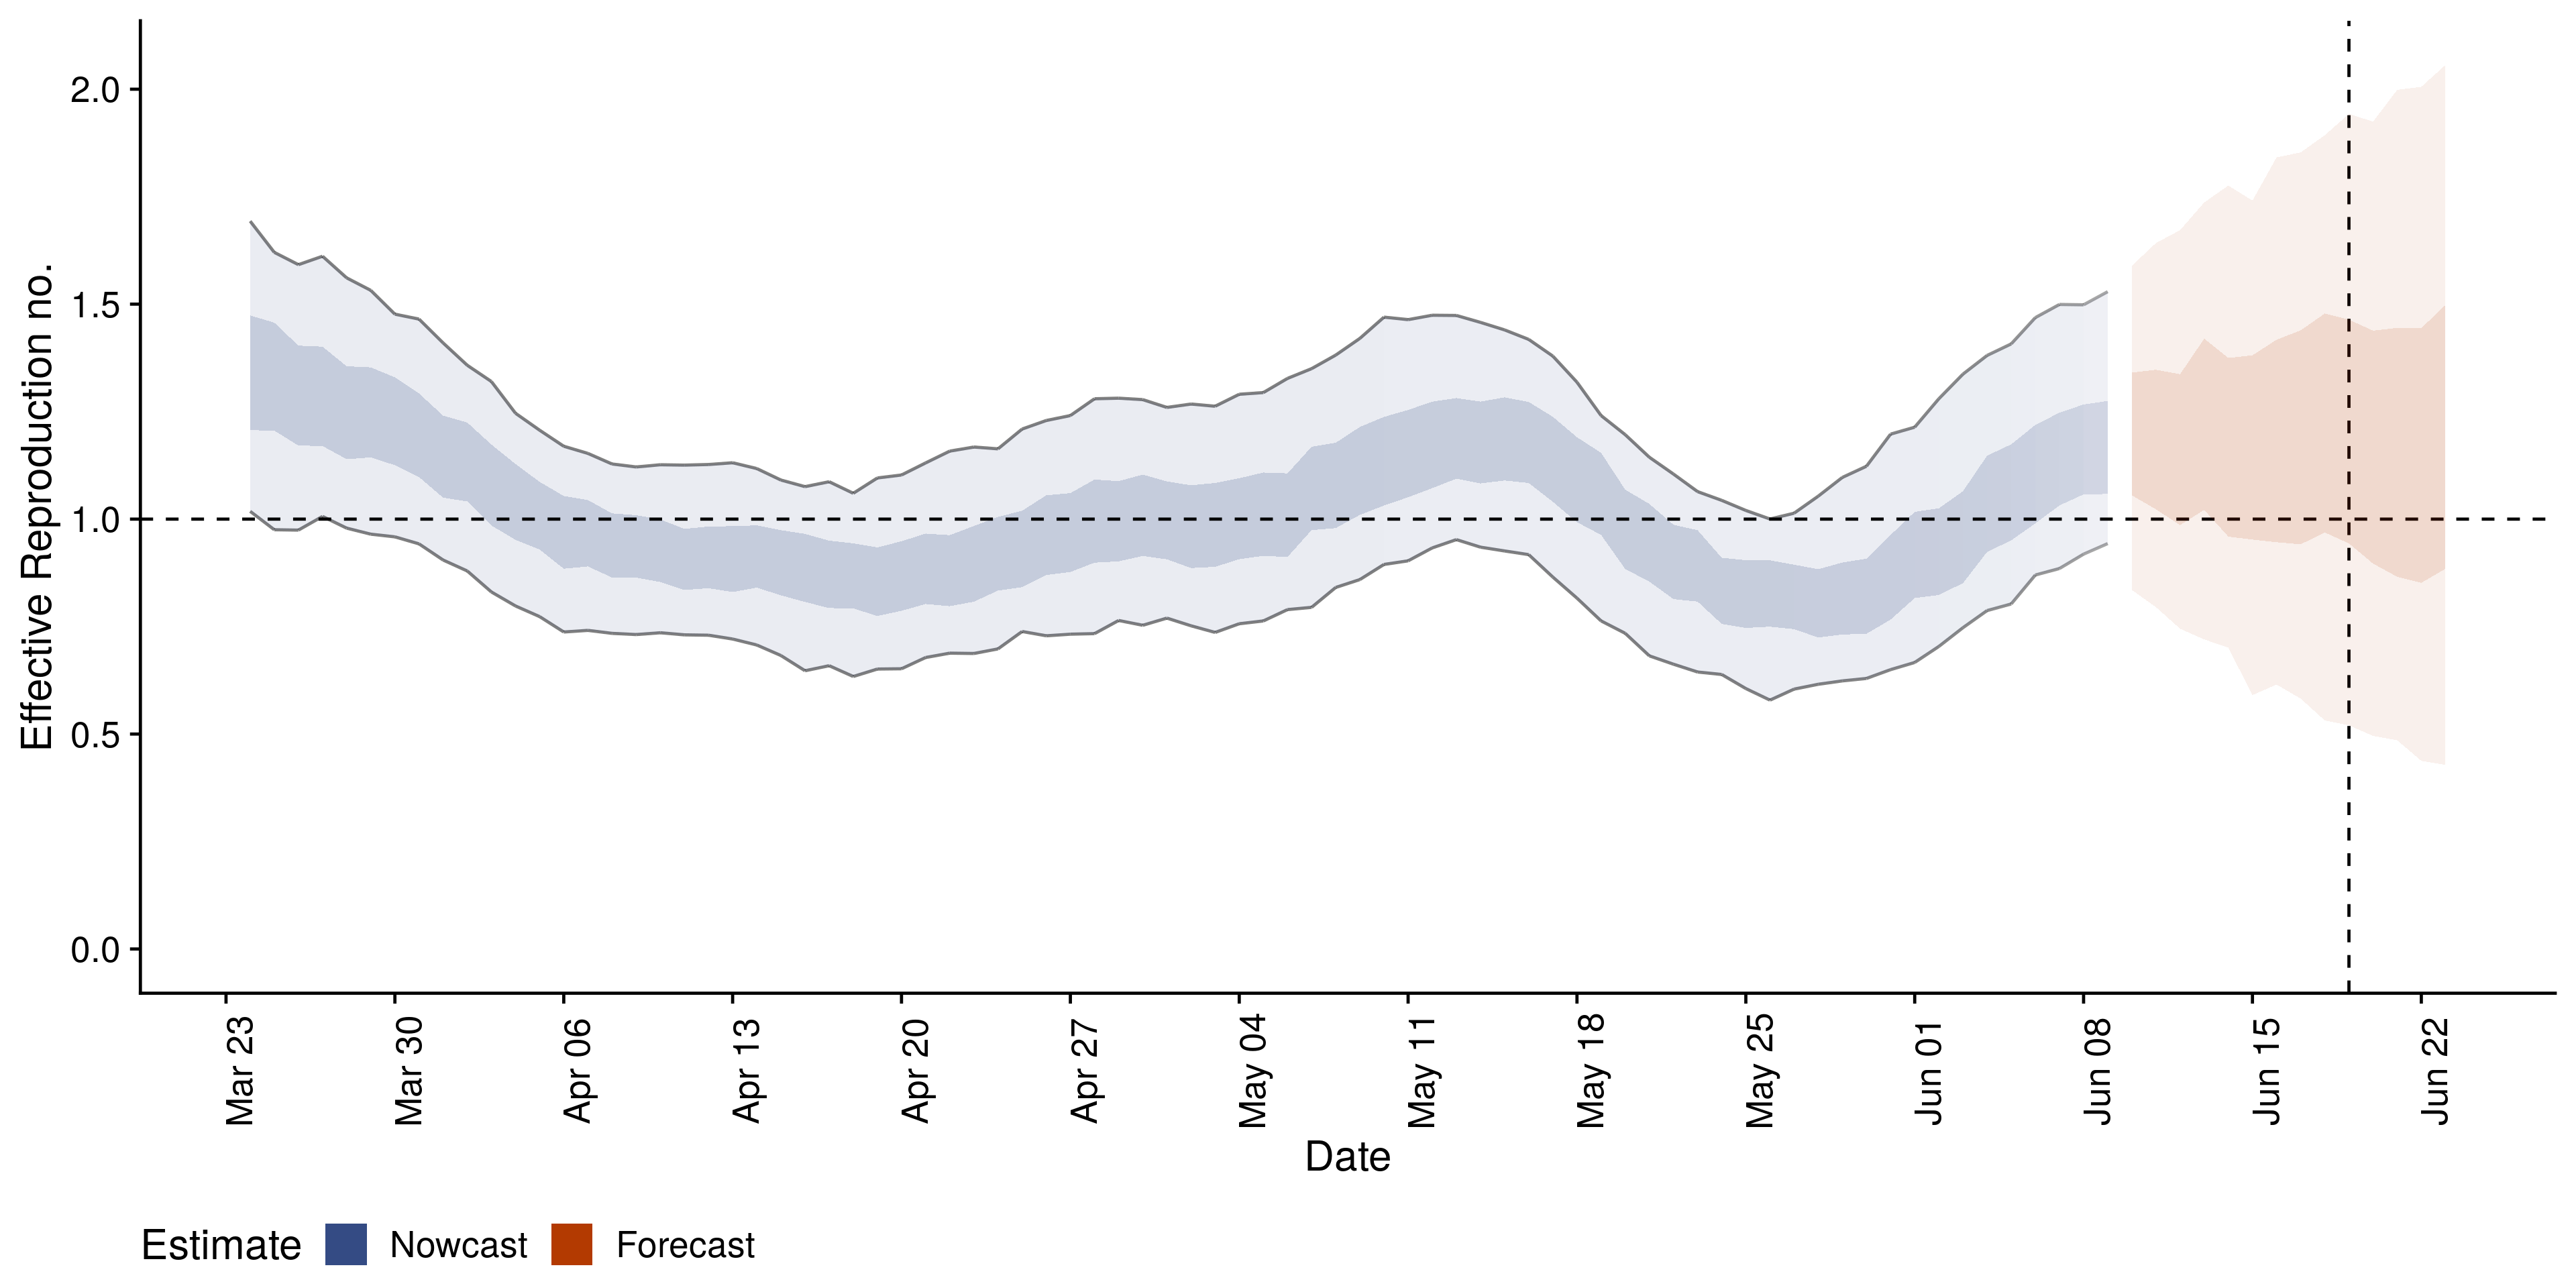 Effective Reproduction no.
2.0
1.5
1.0
0.5
0.0
Mar 23
Mar 30
Apr 06
Apr 13
Apr 20
Apr 27
May 04
May 11
May 18
May 25
Jun 01
Jun 08
Jun 15
Jun 22
Date
Estimate Nowcast Forecast